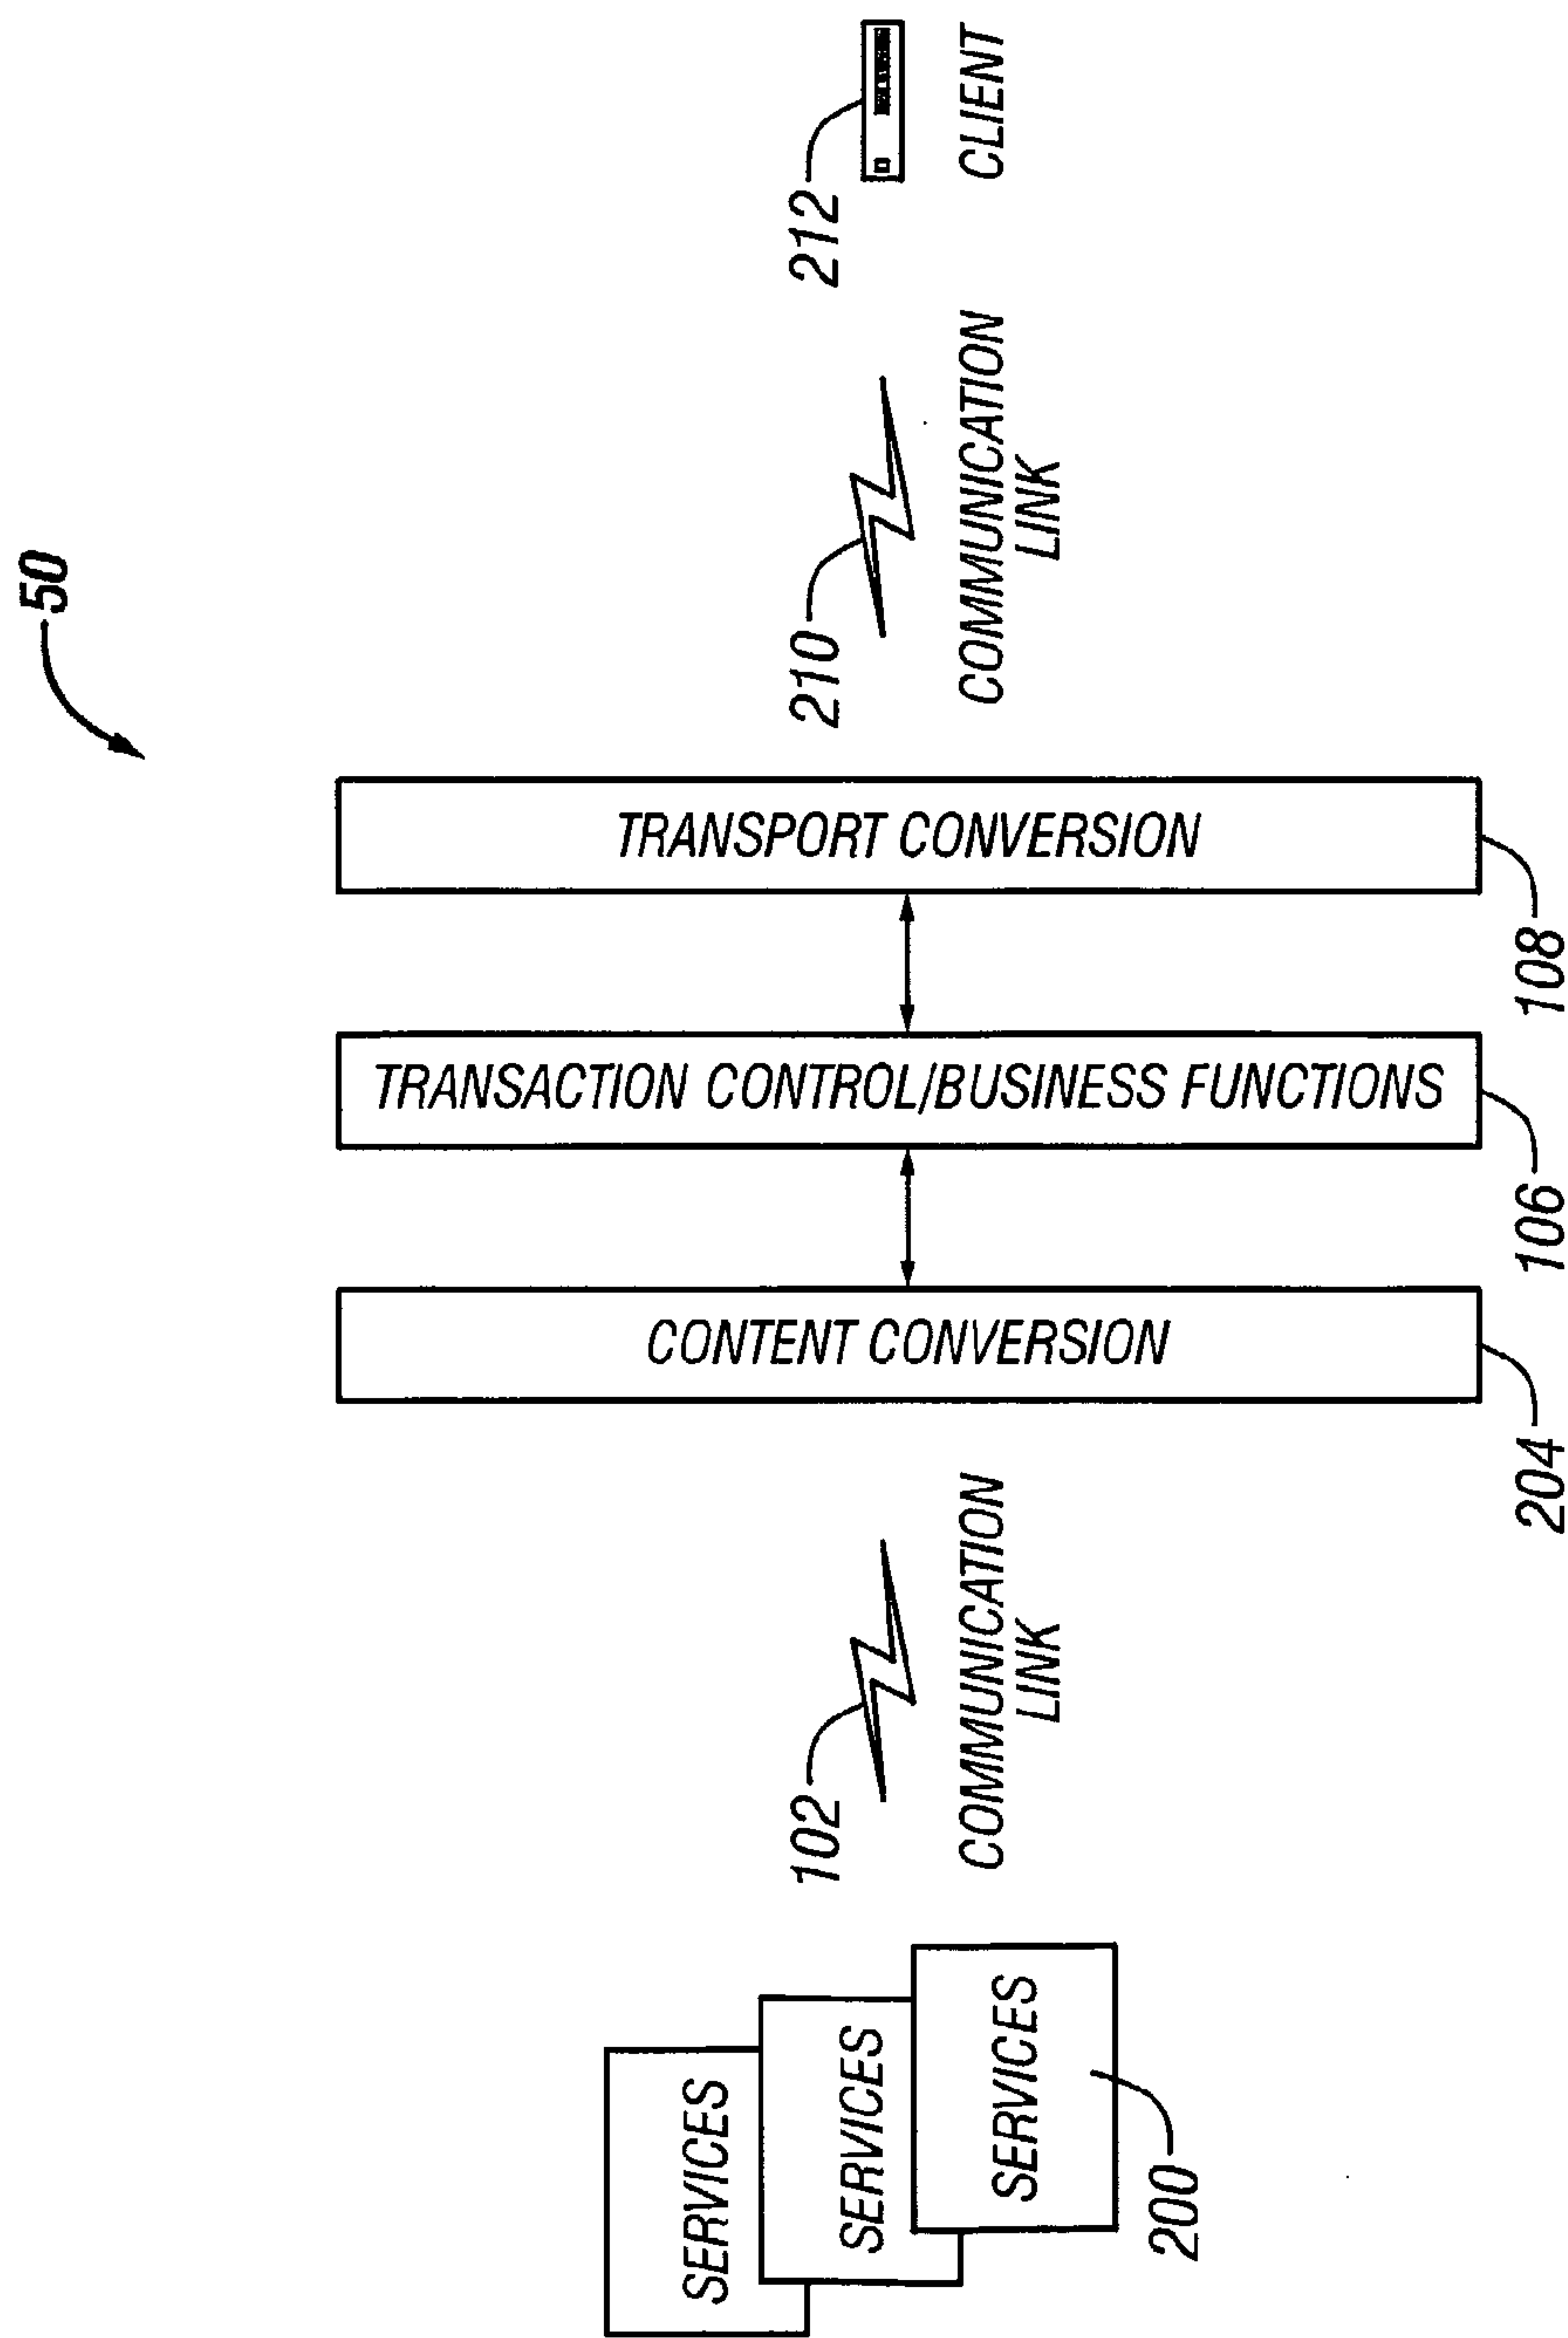 50
SERVICES
SERVICES
SERVICES
200
102
COMMUNICATION
LINK
CONTENT CONVERSION
204
TRANSACTION CONTROL/BUSINESS FUNCTIONS
106
TRANSPORT CONVERSION
108
210
COMMUNICATION
LINK
212
CLIENT